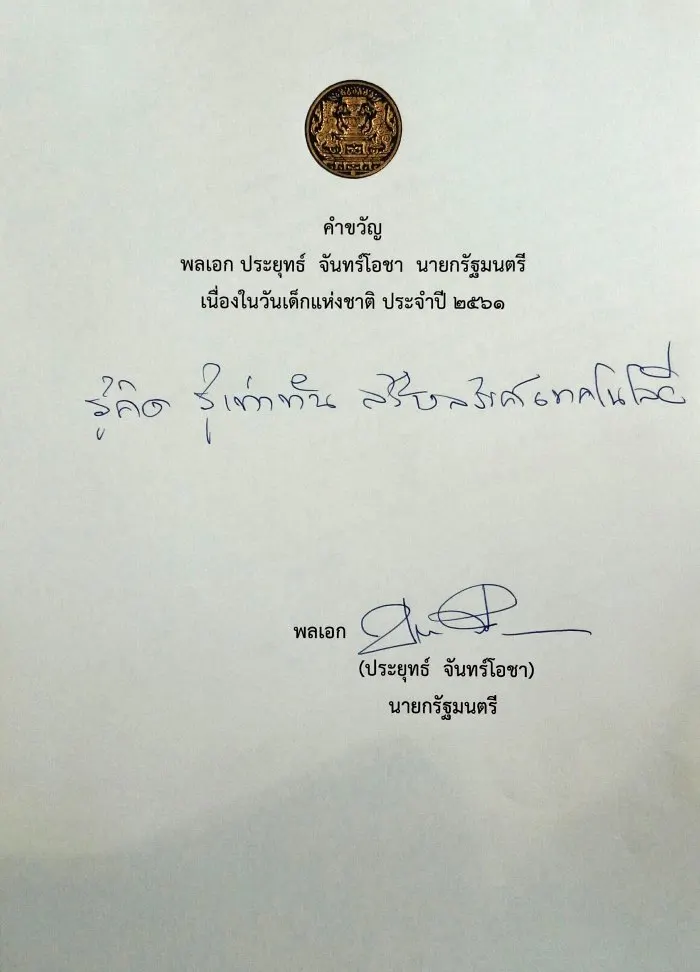 คำขวัญ
พลเอก ประยุทธ์ จันทร์โอชา นายกรัฐมนตรี
เนื่องในวันเด็กแห่งชาติ ประจำปี ๒๕๖๑
รู้คิด รู้เท่าทัน สร้างสรรค์เทคโนโลยี
พลเอก
(ประยุทธ์ จันทร์โอชา)
นายกรัฐมนตรี